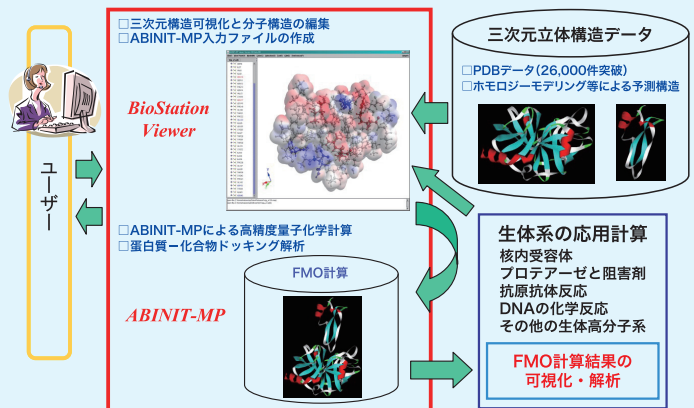 □三次元構造可視化と分子構造の編集
□ABINIT-MP入力ファイルの作成
BioStation
Viewer
ユーザー
□ABINIT-MPによる高精度量子化学計算
□蛋白質ー化合物ドッキング解析
FMO計算
ABINIT-MP
三次元立体構造データ
□PDBデータ(26,000件突破)
□ホモロジーモデリング等による予測構造
生体系の応用計算
核内受容体
プロテアーゼと阻害剤
抗原抗体反応
DNAの化学反応
その他の生体高分子系
FMO計算結果の
可視化・解析